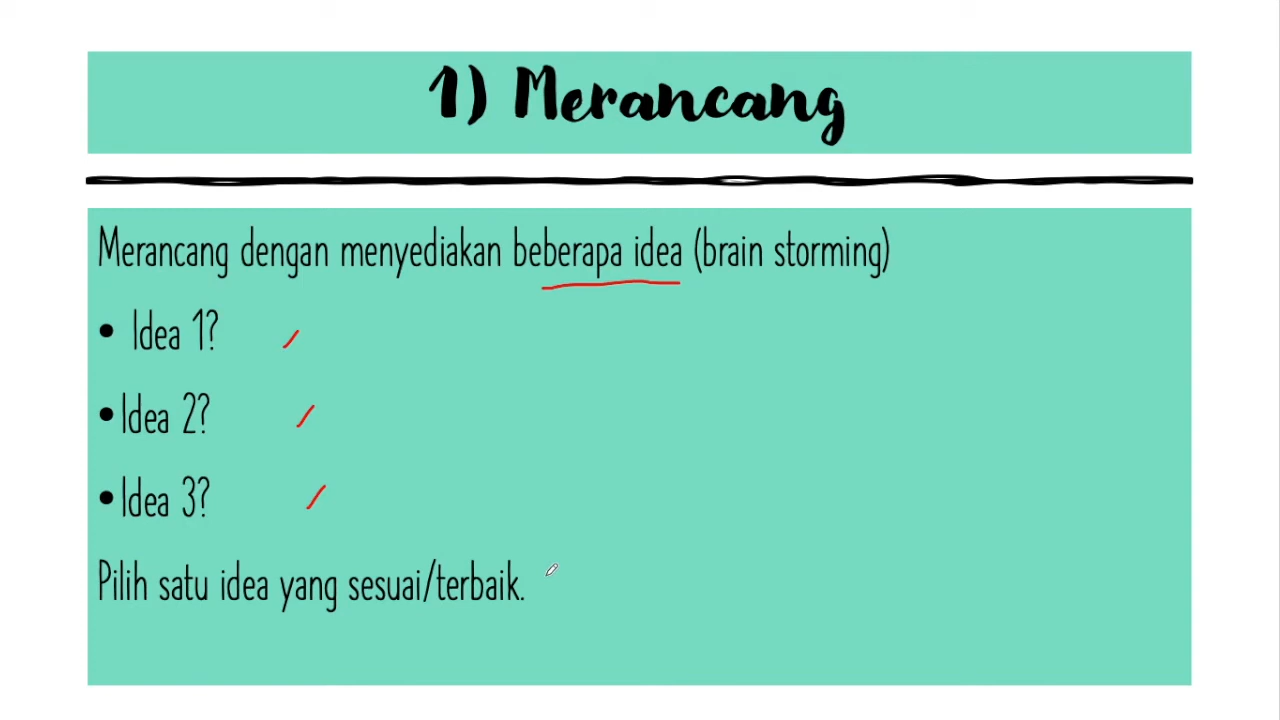 1) Merancang
Merancang dengan menyediakan beberapa idea (brain storming)
• Idea 1?
• Idea 2?
• Idea 3?
Pilih satu idea yang sesuai/terbaik.